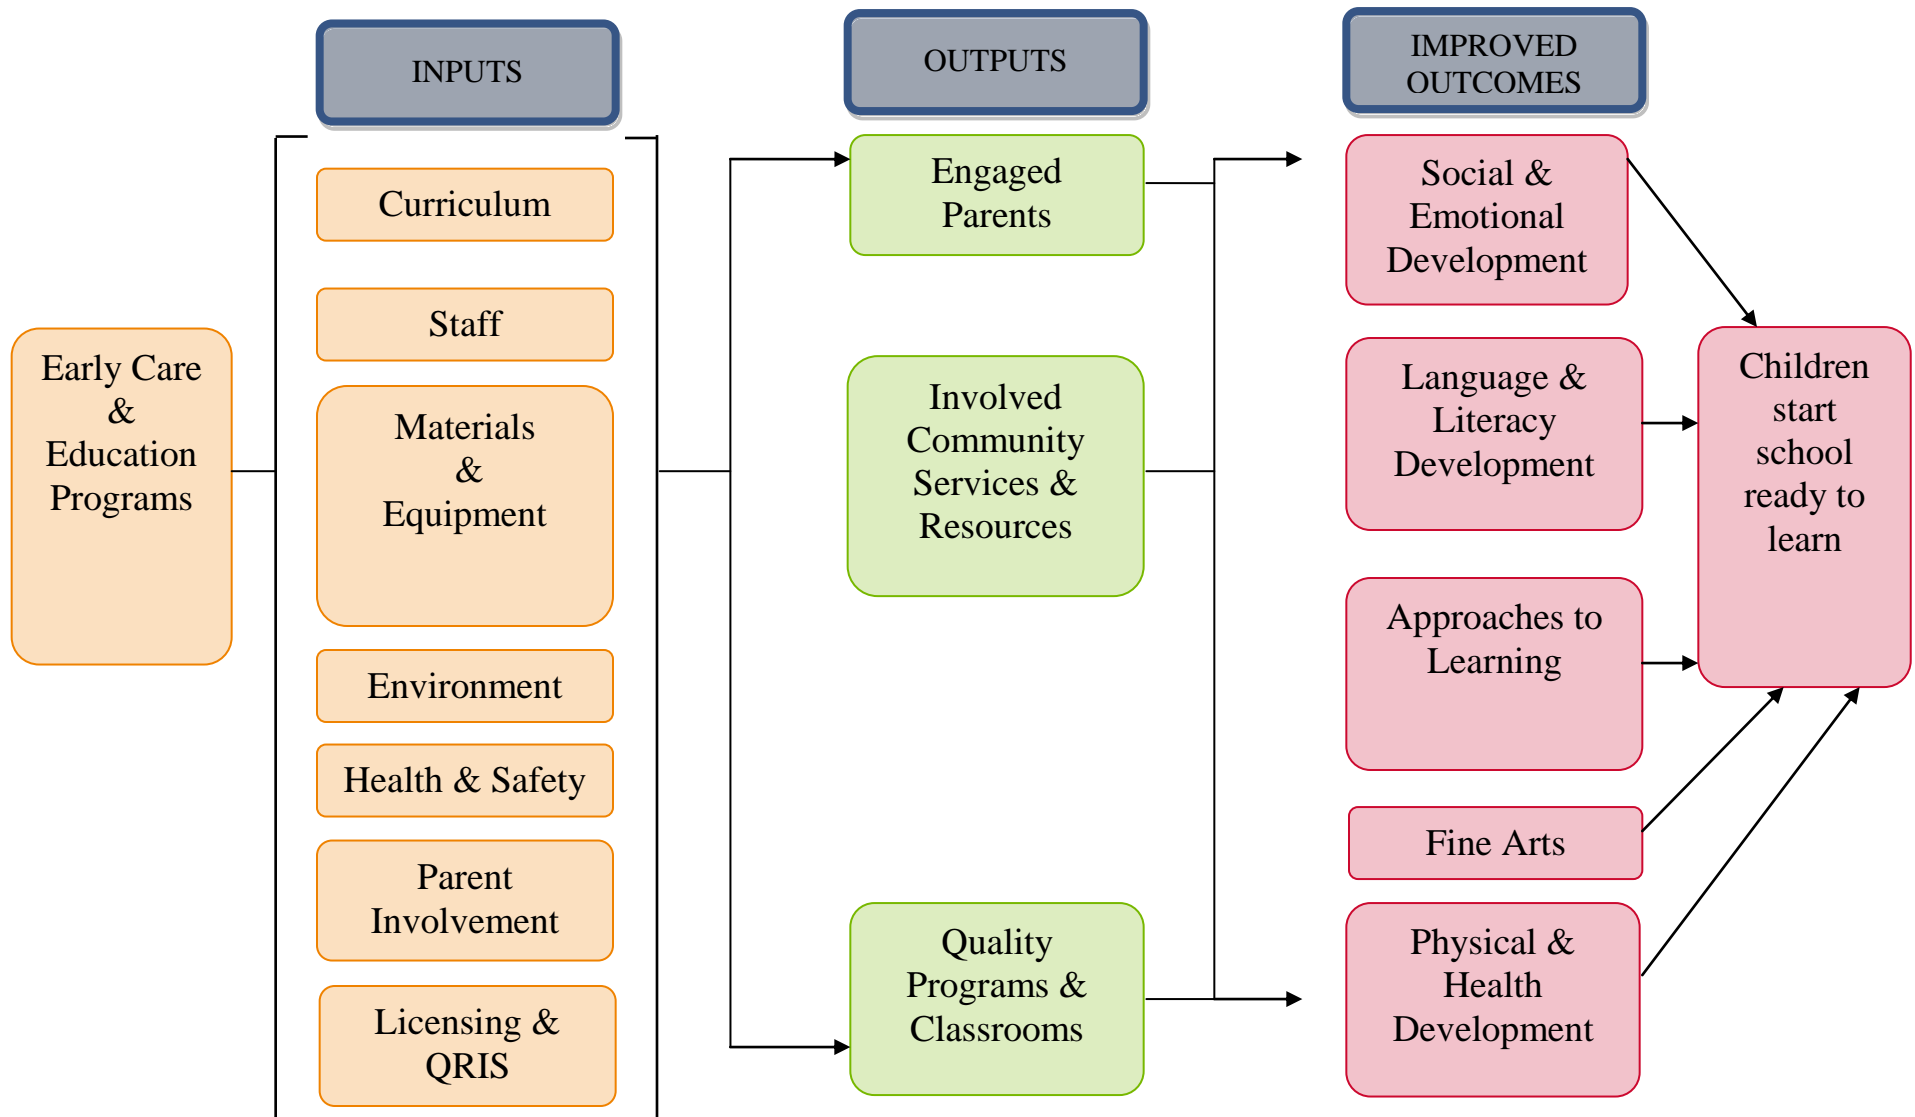 INPUTS
OUTPUTS
IMPROVED
OUTCOMES
Early Care
&
Education
Programs
Curriculum
Staff
Materials
&
Equipment
Environment
Health & Safety
Parent
Involvement
Licensing &
QRIS
Engaged
Parents
Involved
Community
Services &
Resources
Quality
Programs &
Classrooms
Social &
Emotional
Development
Language &
Literacy
Development
Approaches to
Learning
Fine Arts
Physical &
Health
Development
Children
start
school
ready to
learn